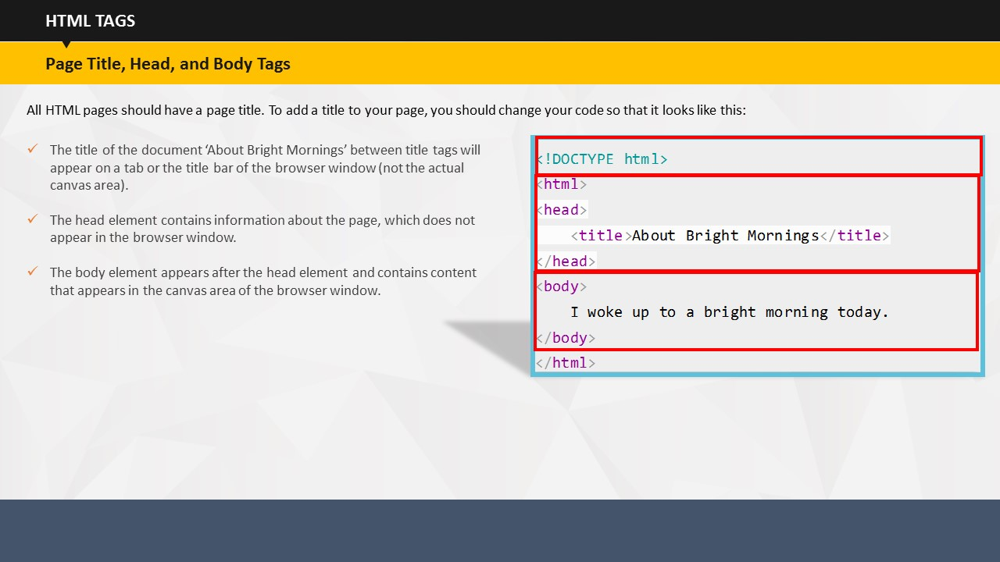 HTML TAGS
Page Title, Head, and Body Tags
All HTML pages should have a page title. To add a title to your page, you should change your code so that it looks like this:
The title of the document ‘About Bright Mornings’ between title tags will
appear on a tab or the title bar of the browser window (not the actual
canvas area).
The head element contains information about the page, which does not
appear in the browser window.
The body element appears after the head element and contains content
that appears in the canvas area of the browser window.
<!DOCTYPE html>
<html>
<head>
    <title>About Bright Mornings</title>
</head>
<body>
    I woke up to a bright morning today.
</body>
</html>